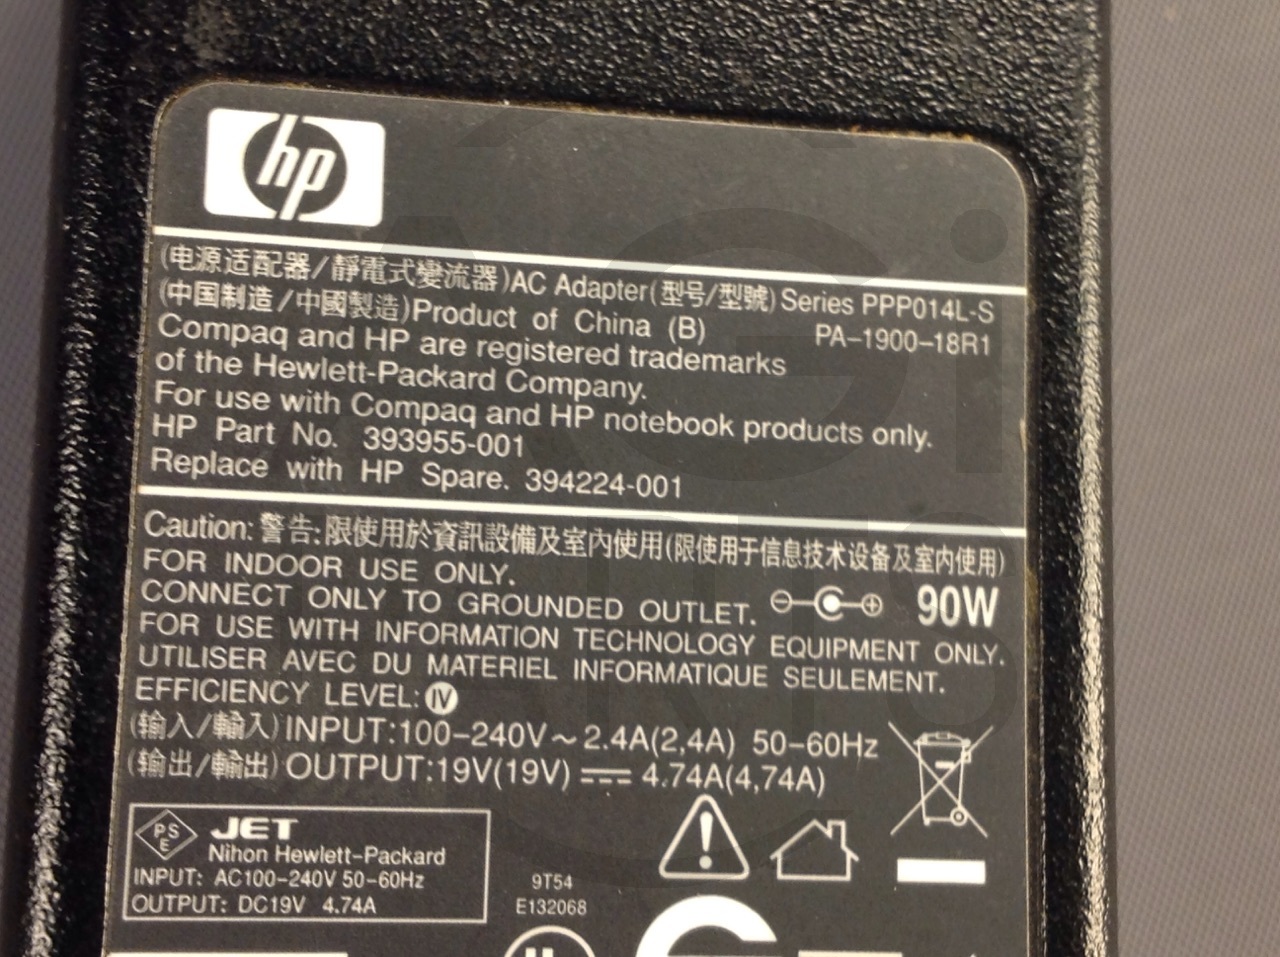 hp
(电源适配器/靜電式變流器)AC Adapter(型号/型號)Series PPP014L-S
(中国制造/中國製造)Product of China (B) PA-1900-18R1
Compaq and HP are registered trademarks
of the Hewlett-Packard Company.
For use with Compaq and HP notebook products only.
HP Part No. 393955-001
Replace with HP Spare. 394224-001
Caution: 警告:限使用於資訊設備及室內使用(限使用于信息技术设备及室内使用)
FOR INDOOR USE ONLY.
CONNECT ONLY TO GROUNDED OUTLET. 90W
FOR USE WITH INFORMATION TECHNOLOGY EQUIPMENT ONLY.
UTILISER AVEC DU MATERIEL INFORMATIQUE SEULEMENT.
EFFICIENCY LEVEL: IV
(输入/輸入)INPUT:100-240V~2.4A(2,4A) 50-60Hz
(输出/輸出)OUTPUT:19V(19V) 4.74A(4,74A)
PSE JET
Nihon Hewlett-Packard
INPUT: AC100-240V 50-60Hz
OUTPUT: DC19V 4.74A
9T54
E132068